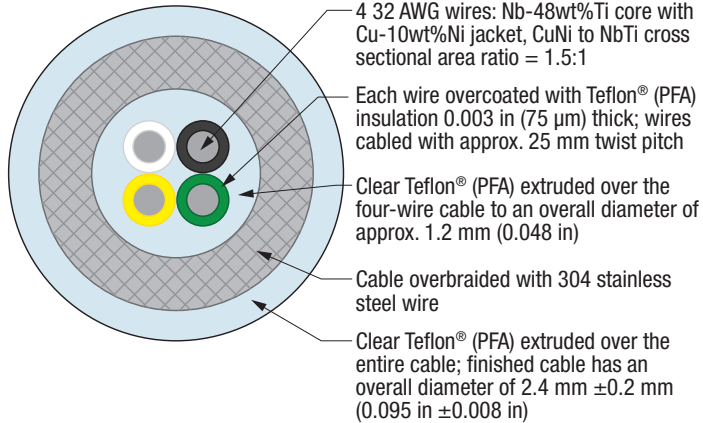 4 32 AWG wires: Nb-48wt%Ti core with
Cu-10wt%Ni jacket, CuNi to NbTi cross
sectional area ratio = 1.5:1
Each wire overcoated with Teflon® (PFA)
insulation 0.003 in (75 µm) thick; wires
cabled with approx. 25 mm twist pitch
Clear Teflon® (PFA) extruded over the
four-wire cable to an overall diameter of
approx. 1.2 mm (0.048 in)
Cable overbraided with 304 stainless
steel wire
Clear Teflon® (PFA) extruded over the
entire cable; finished cable has an
overall diameter of 2.4 mm ±0.2 mm
(0.095 in ±0.008 in)